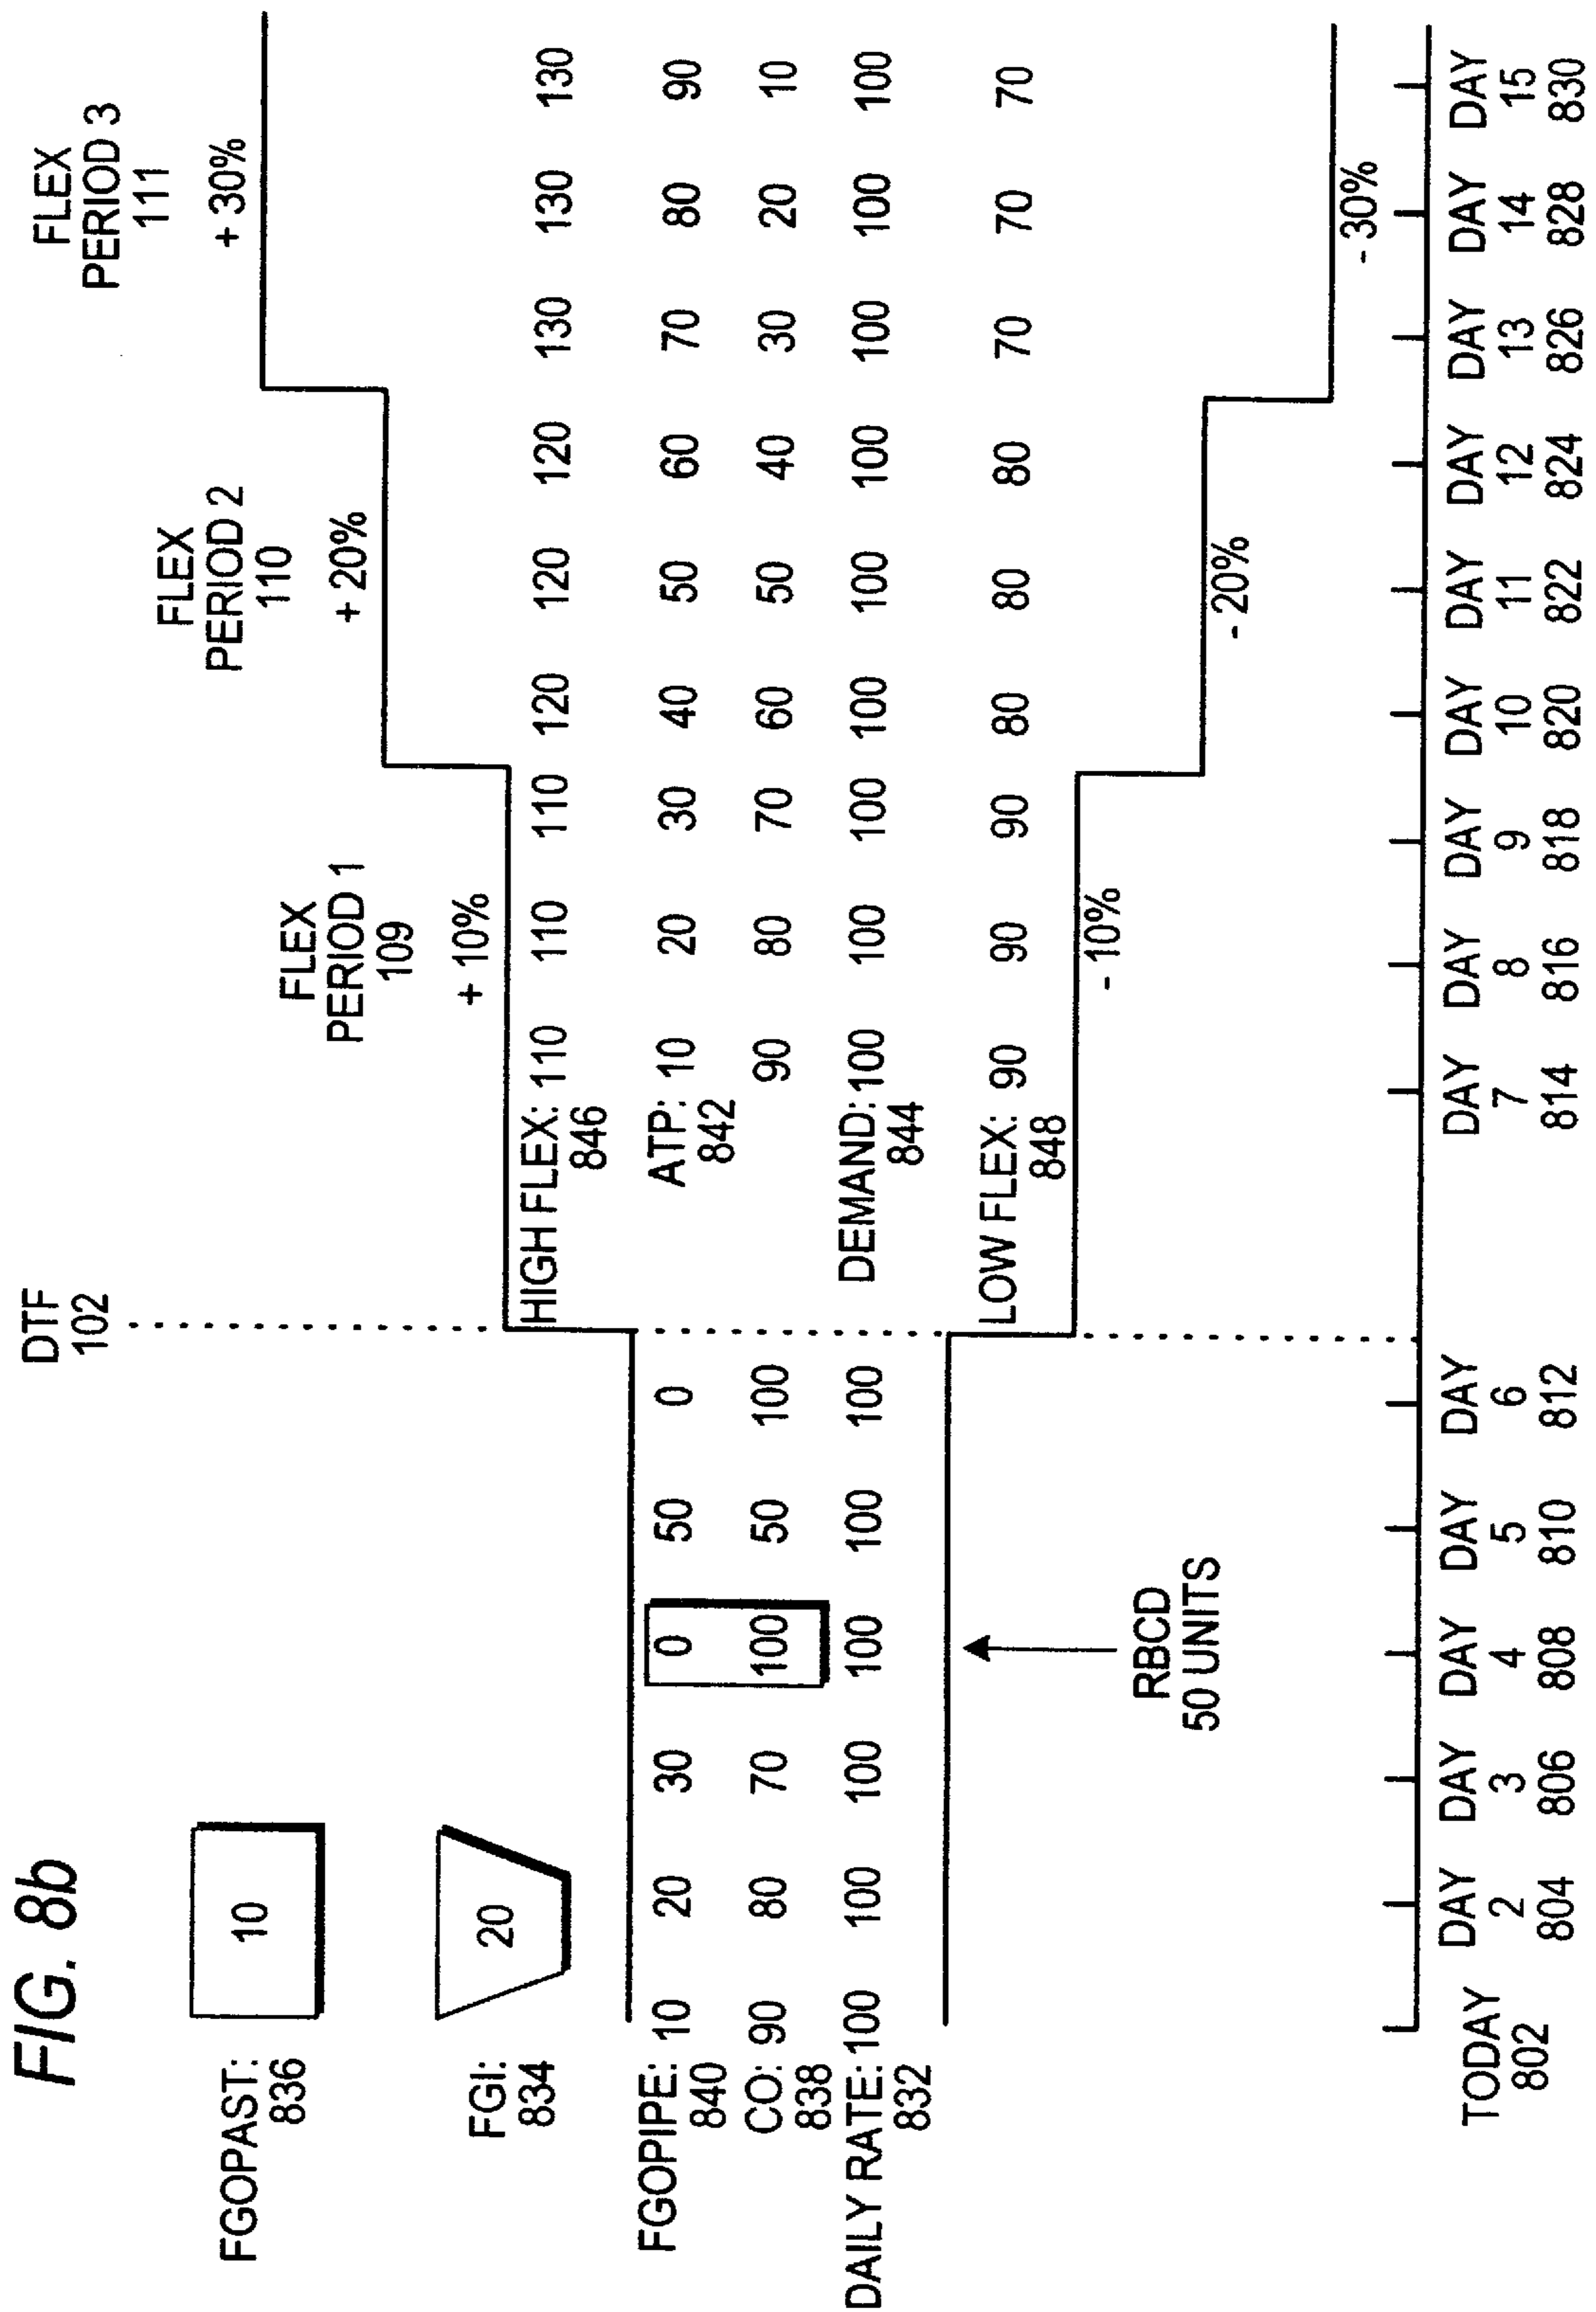 FIG. 8b
DTF
102
FLEX
PERIOD 3
111
+ 30%
FLEX
PERIOD 2
110
+ 20%
FLEX
PERIOD 1
109
+ 10%
FGOPAST:
836
10
FGI:
834
20
HIGH FLEX: 110 110 110 120 120 120 130 130 130
846
FGOPIPE: 10 20 30 0 50 0
840
ATP: 10 20 30 40 50 60 70 80 90
842
CO: 90 80 70 100 50 100 90 80 70 60 50 40 30 20 10
838
DAILY RATE: 100 100 100 100 100 100
832
DEMAND: 100 100 100 100 100 100 100 100 100
844
LOW FLEX: 90 90 90 80 80 80 70 70 70
848
- 10%
- 20%
- 30%
RBCD
50 UNITS
TODAY
802
DAY
2
804
DAY
3
806
DAY
4
808
DAY
5
810
DAY
6
812
DAY
7
814
DAY
8
816
DAY
9
818
DAY
10
820
DAY
11
822
DAY
12
824
DAY
13
826
DAY
14
828
DAY
15
830